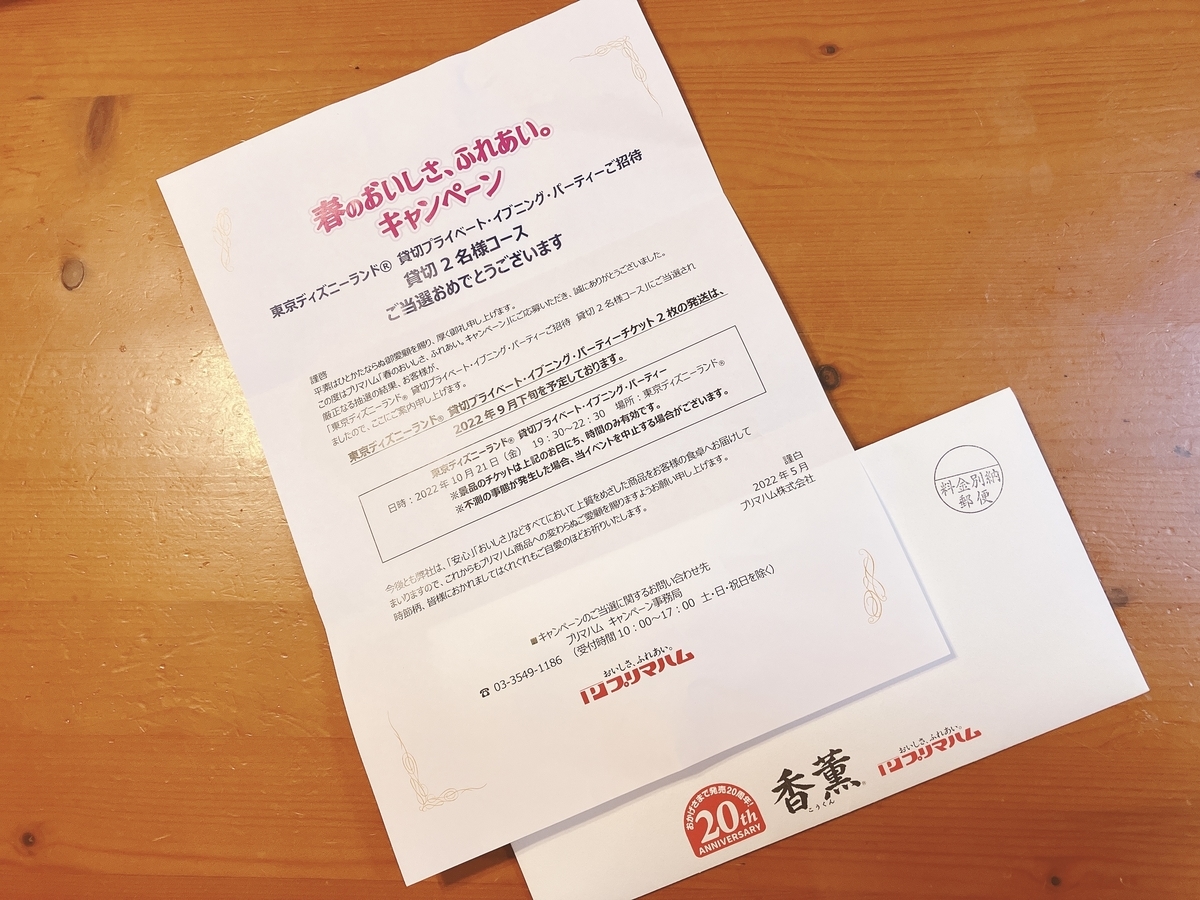 春のおいしさ、ふれあい。
キャンペーン
東京ディズニーランド® 貸切プライベート・イブニング・パーティーご招待
貸切２名様コース
ご当選おめでとうございます
謹啓
平素はひとかたならぬ御愛顧を賜り、厚く御礼申し上げます。
この度はプリマハム「春のおいしさ、ふれあい。キャンペーン」にご応募いただき、誠にありがとうございました。
厳正なる抽選の結果、お客様が、
「東京ディズニーランド® 貸切プライベート・イブニング・パーティーご招待 貸切２名様コース」にご当選され
ましたので、ここにご案内申し上げます。
東京ディズニーランド® 貸切プライベート・イブニング・パーティーチケット２枚の発送は、
2022年９月下旬を予定しております。
東京ディズニーランド® 貸切プライベート・イブニング・パーティー
日時：2022年10月21日（金） 19：30～22：30 場所：東京ディズニーランド®
※景品のチケットは上記のお日にち、時間のみ有効です。
※不測の事態が発生した場合、当イベントを中止する場合がございます。
今後とも弊社は、「安心」「おいしさ」などすべてにおいて上質をめざした商品をお客様の食卓へお届けして
まいりますので、これからもプリマハム商品への変わらぬご愛顧を賜りますようお願い申し上げます。
時節柄、皆様におかれましてはくれぐれもご自愛のほどお祈りいたします。
謹白
2022年５月
プリマハム株式会社
■キャンペーンのご当選に関するお問い合わせ先
プリマハム キャンペーン事務局
☎ 03-3549-1186 （受付時間10：00～17：00 土・日・祝日を除く）
おいしさ、ふれあい。
プリマハム
料金別納
郵便
おかげさまで発売20周年！
20th
ANNIVERSARY
香薫®
こうくん
おいしさ、ふれあい。
プリマハム